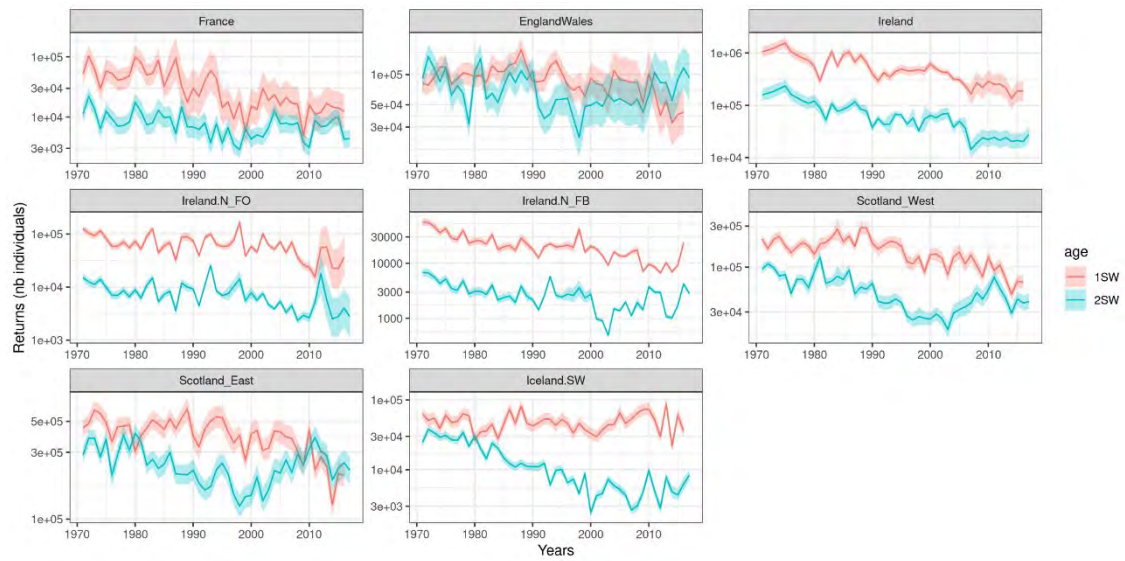 France
EnglandWales
Ireland
1e+05
3e+04
1e+04
3e+03
1970 1980 1990 2000 2010
1e+05
5e+04
3e+04
1970 1980 1990 2000 2010
1e+06
1e+05
1e+04
1970 1980 1990 2000 2010
Ireland.N_FO
Ireland.N_FB
Scotland_West
1e+05
1e+04
1e+03
1970 1980 1990 2000 2010
30000
10000
3000
1000
1970 1980 1990 2000 2010
3e+05
1e+05
3e+04
1970 1980 1990 2000 2010
Scotland_East
Iceland.SW
5e+05
3e+05
1e+05
1970 1980 1990 2000 2010
1e+05
3e+04
1e+04
3e+03
1970 1980 1990 2000 2010
Returns (nb individuals)
Years
age
1SW
2SW